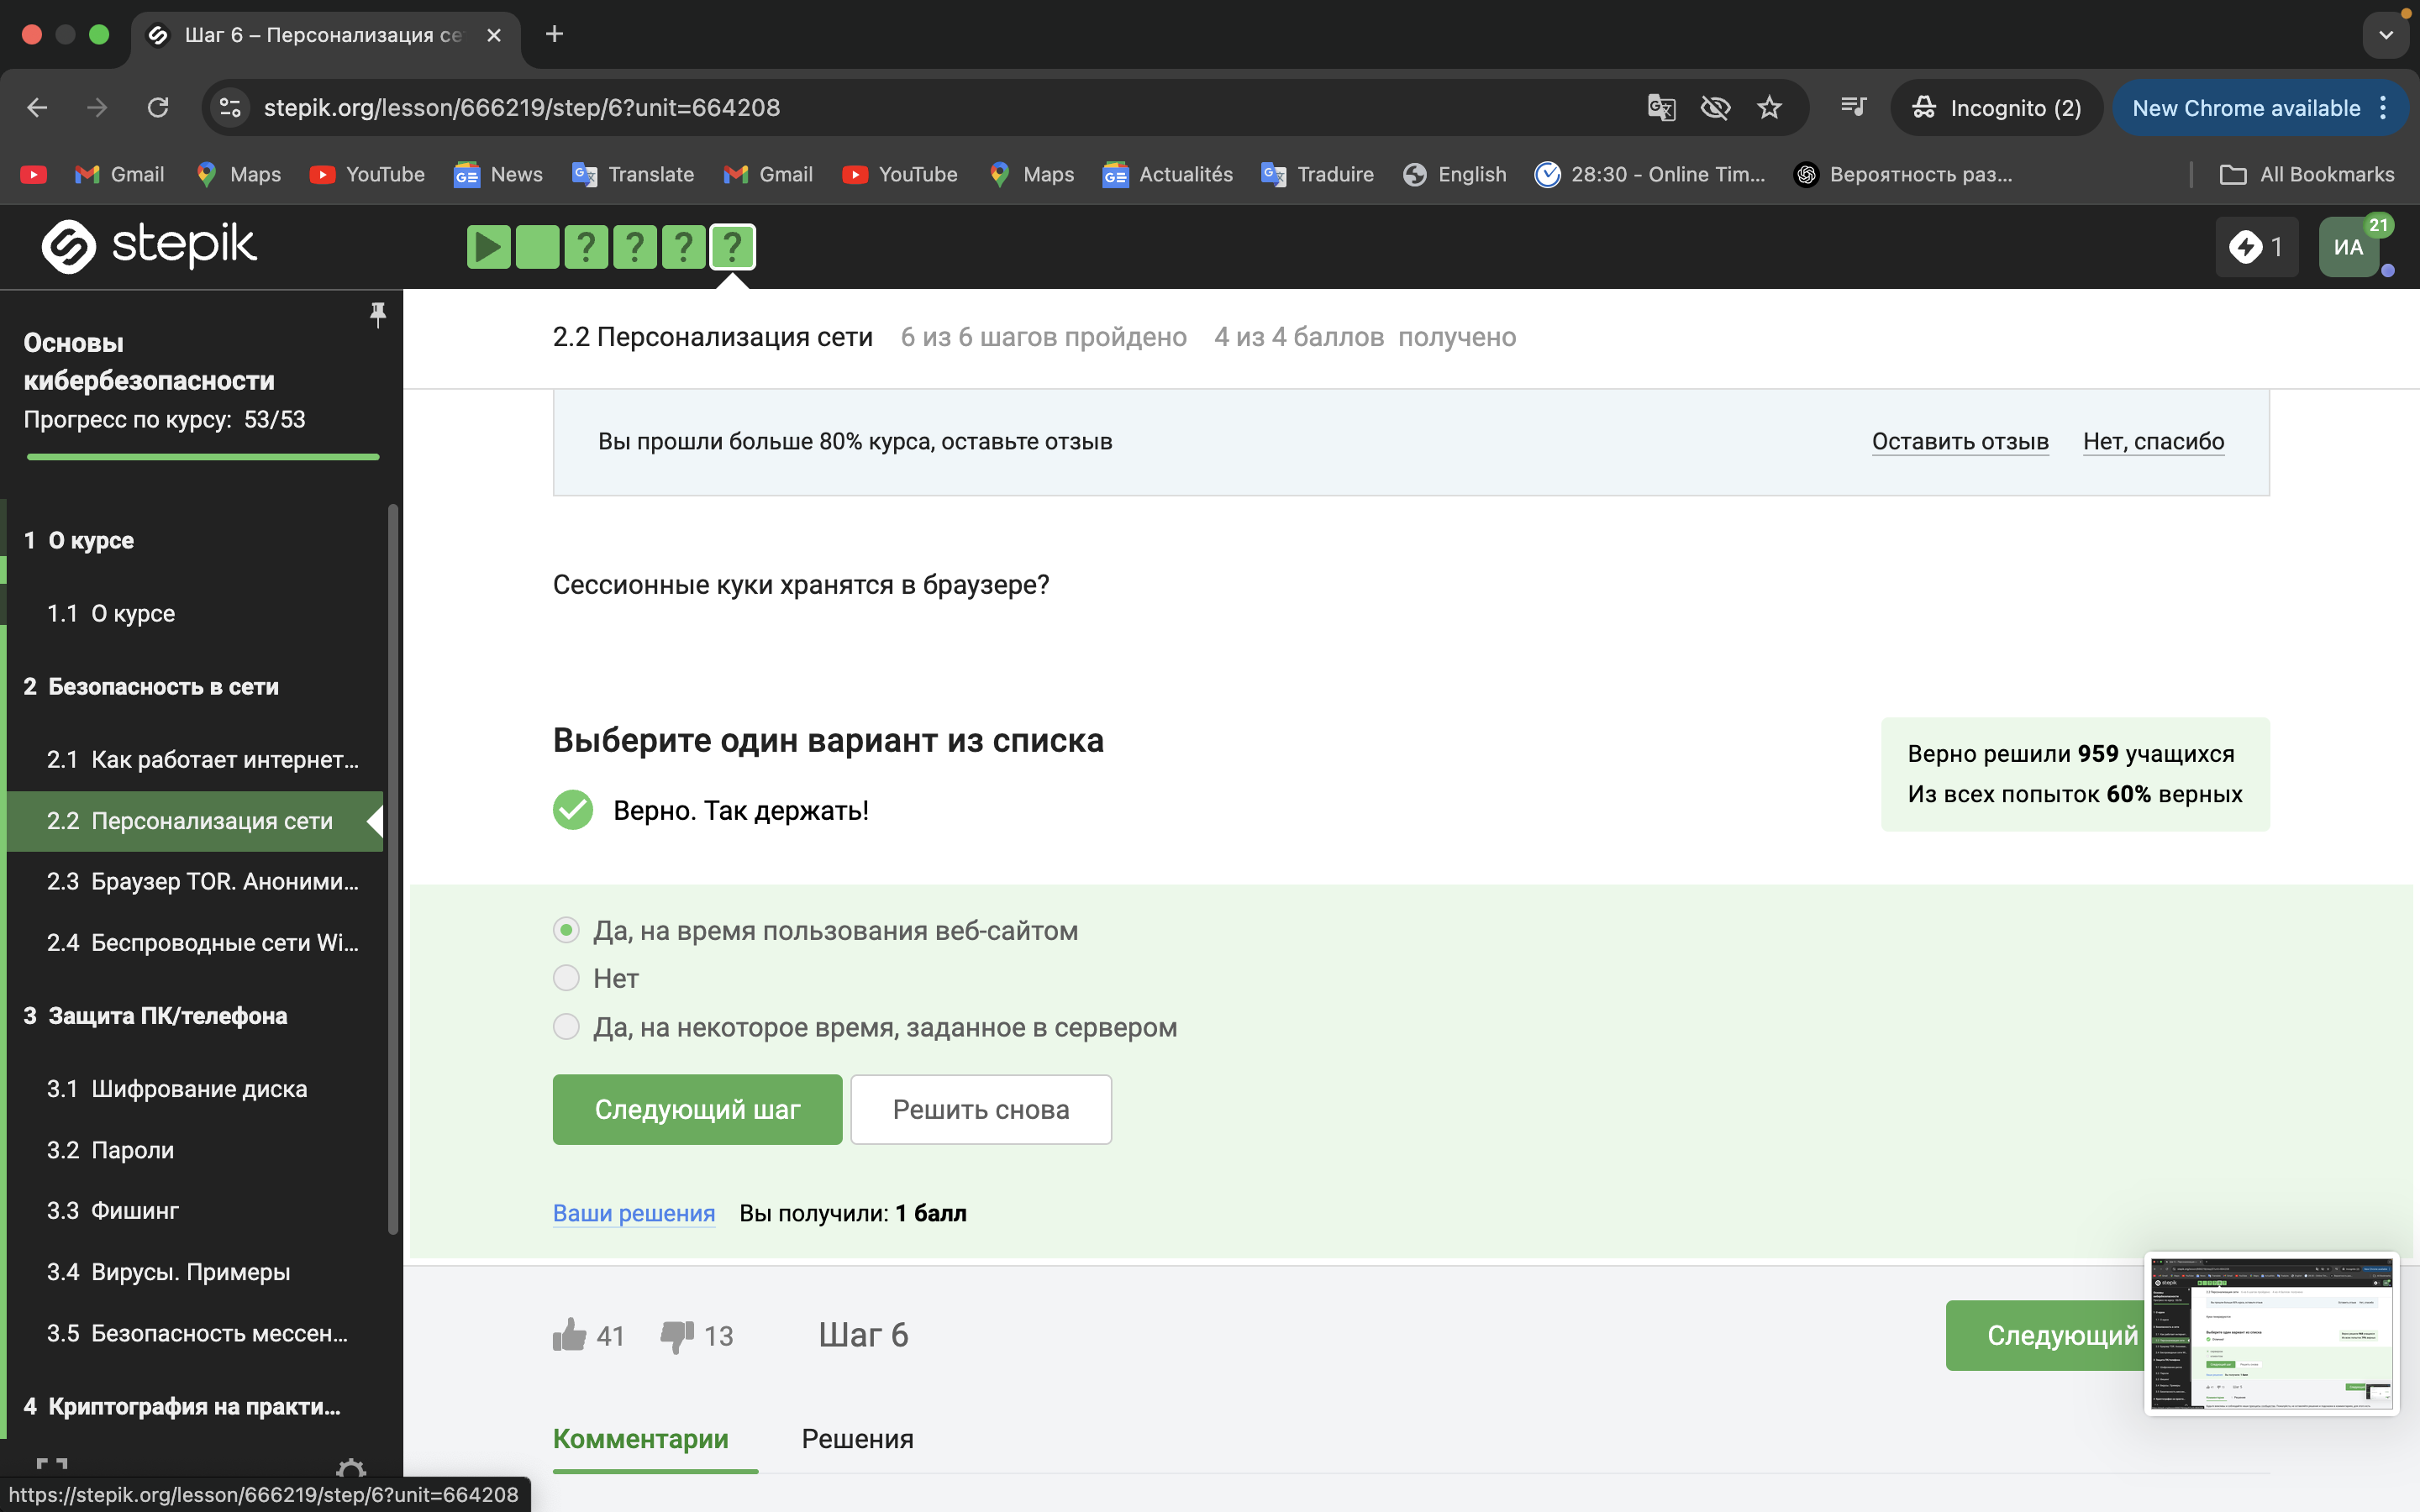 Шаг 6 – Персонализация се
stepik.org/lesson/666219/step/6?unit=664208
Incognito (2)
New Chrome available
Gmail
Maps
YouTube
News
Translate
Gmail
YouTube
Maps
Actualités
Traduire
English
28:30 - Online Tim...
Вероятность раз...
All Bookmarks
stepik
? ? ? ?
1
ИА
21
Основы
кибербезопасности
Прогресс по курсу: 53/53
1 О курсе
1.1 О курсе
2 Безопасность в сети
2.1 Как работает интернет...
2.2 Персонализация сети
2.3 Браузер TOR. Аноними...
2.4 Беспроводные сети Wi...
3 Защита ПК/телефона
3.1 Шифрование диска
3.2 Пароли
3.3 Фишинг
3.4 Вирусы. Примеры
3.5 Безопасность мессен...
4 Криптография на практи...
https://stepik.org/lesson/666219/step/6?unit=664208
2.2 Персонализация сети 6 из 6 шагов пройдено 4 из 4 баллов получено
Вы прошли больше 80% курса, оставьте отзыв
Оставить отзыв
Нет, спасибо
Сессионные куки хранятся в браузере?
Выберите один вариант из списка
Верно. Так держать!
Верно решили 959 учащихся
Из всех попыток 60% верных
Да, на время пользования веб-сайтом
Нет
Да, на некоторое время, заданное в сервером
Следующий шаг
Решить снова
Ваши решения Вы получили: 1 балл
41
13
Шаг 6
Следующий
Комментарии
Решения